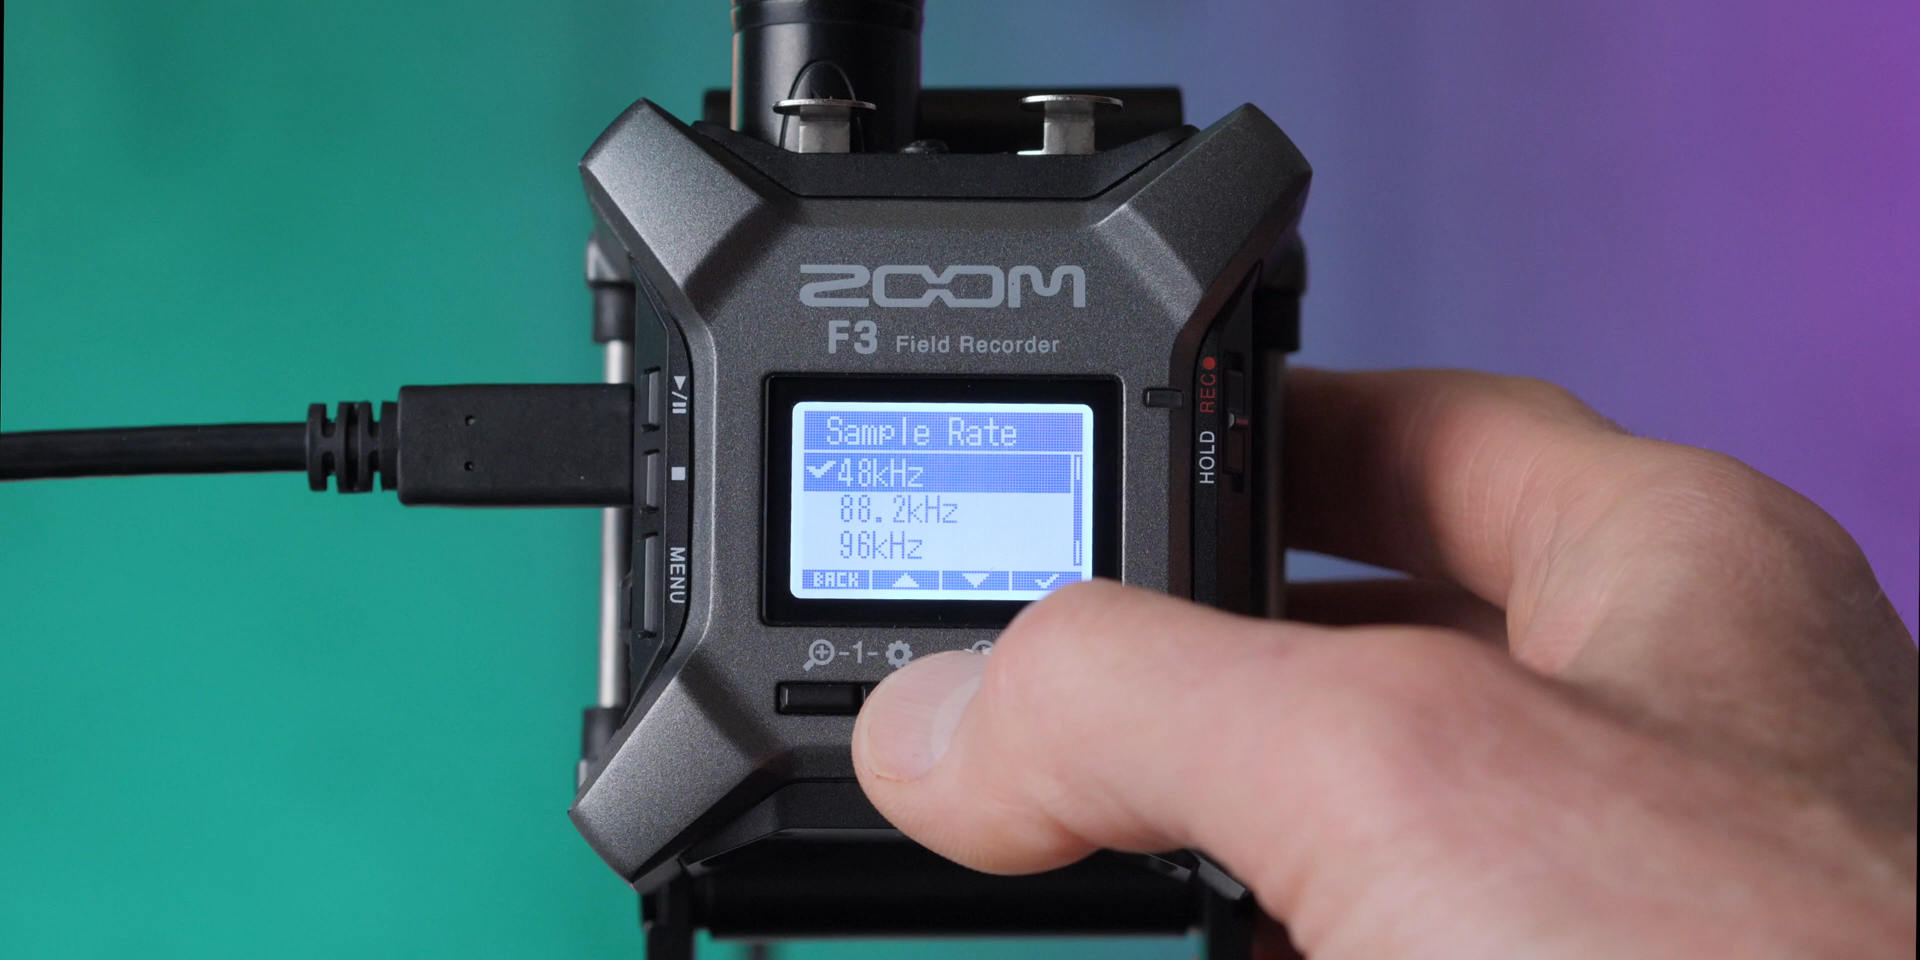 ZOOM
F3 Field Recorder
Sample Rate
48kHz
88.2kHz
96kHz
BACK
-1-
MENU
HOLD REC